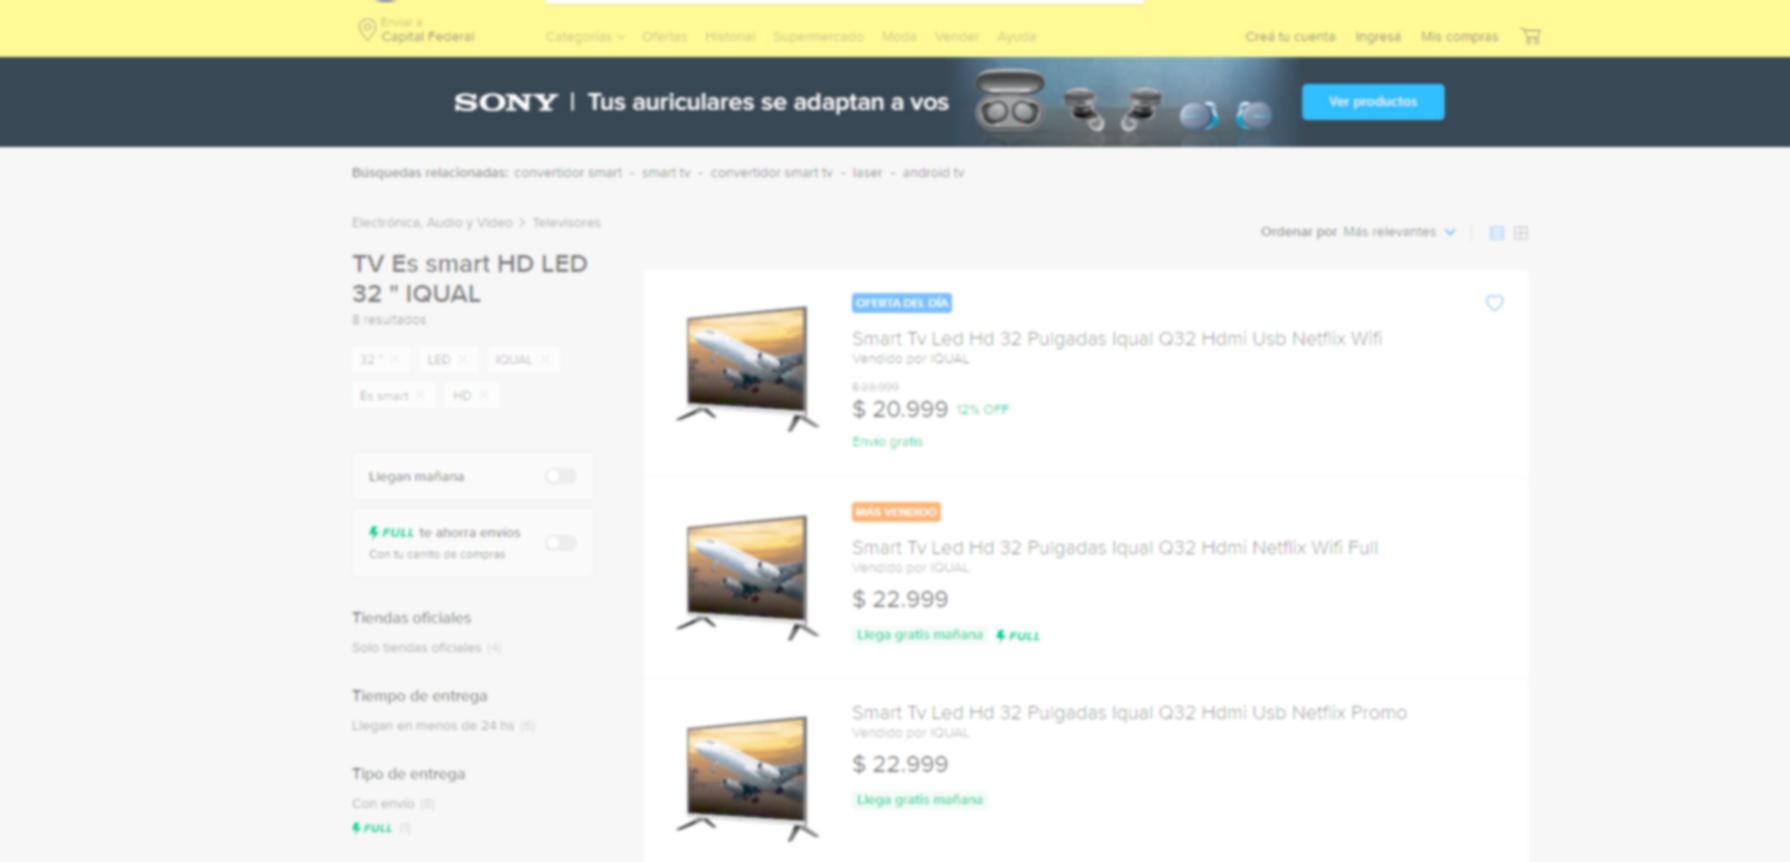 Enviar a
Capital Federal
Categorías
Ofertas
Historial
Supermercado
Moda
Vender
Ayuda
Creá tu cuenta
Ingresá
Mis compras
SONY | Tus auriculares se adaptan a vos
Ver productos
Búsquedas relacionadas: convertidor smart - smart tv - convertidor smart tv - laser - android tv
Electrónica, Audio y Video > Televisores
Ordenar por Más relevantes
TV Es smart HD LED
32 " IQUAL
8 resultados
32 " ×
LED ×
IQUAL ×
Es smart ×
HD ×
Llegan mañana
FULL te ahorra envíos
Con tu carrito de compras
Tiendas oficiales
Solo tiendas oficiales (4)
Tiempo de entrega
Llegan en menos de 24 hs (6)
Tipo de entrega
Con envío (8)
FULL (1)
OFERTA DEL DÍA
Smart Tv Led Hd 32 Pulgadas Iqual Q32 Hdmi Usb Netflix Wifi
Vendido por IQUAL
$ 23.999
$ 20.999 12% OFF
Envío gratis
MÁS VENDIDO
Smart Tv Led Hd 32 Pulgadas Iqual Q32 Hdmi Netflix Wifi Full
Vendido por IQUAL
$ 22.999
Llega gratis mañana FULL
Smart Tv Led Hd 32 Pulgadas Iqual Q32 Hdmi Usb Netflix Promo
Vendido por IQUAL
$ 22.999
Llega gratis mañana